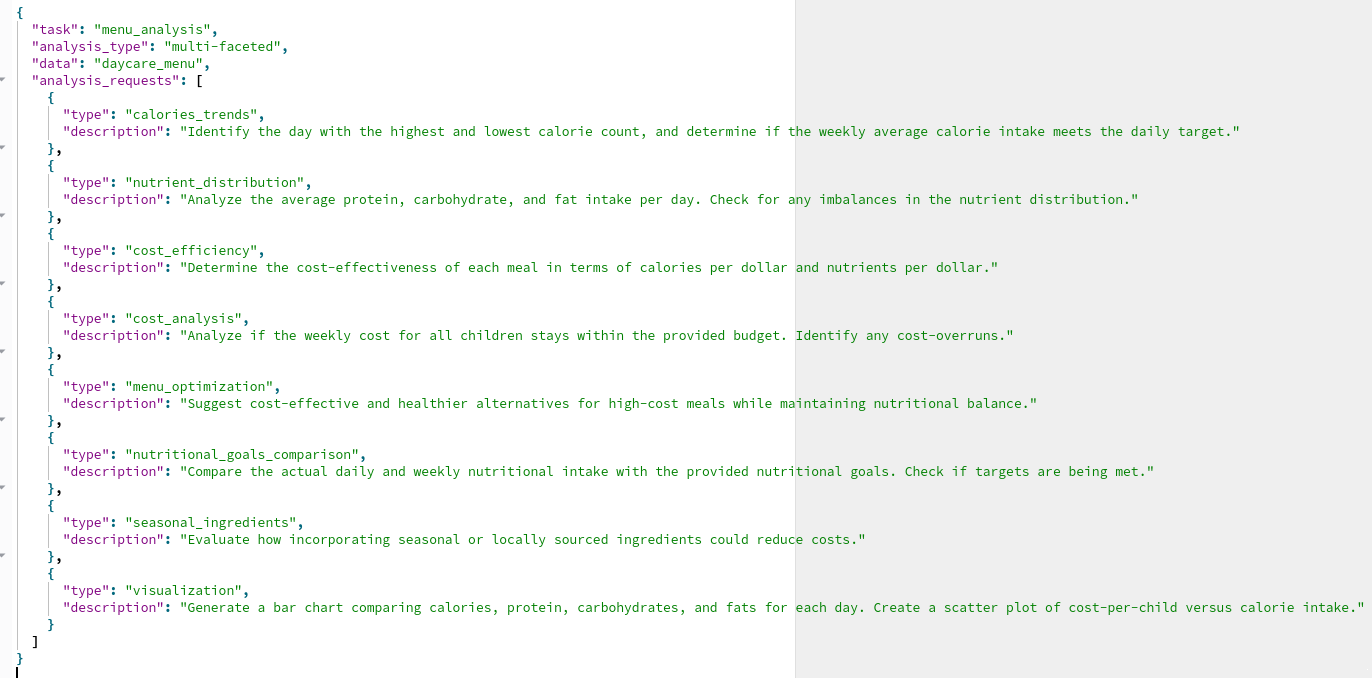 {
  "task": "menu_analysis",
  "analysis_type": "multi-faceted",
  "data": "daycare_menu",
  "analysis_requests": [
    {
      "type": "calories_trends",
      "description": "Identify the day with the highest and lowest calorie count, and determine if the weekly average calorie intake meets the daily target."
    },
    {
      "type": "nutrient_distribution",
      "description": "Analyze the average protein, carbohydrate, and fat intake per day. Check for any imbalances in the nutrient distribution."
    },
    {
      "type": "cost_efficiency",
      "description": "Determine the cost-effectiveness of each meal in terms of calories per dollar and nutrients per dollar."
    },
    {
      "type": "cost_analysis",
      "description": "Analyze if the weekly cost for all children stays within the provided budget. Identify any cost-overruns."
    },
    {
      "type": "menu_optimization",
      "description": "Suggest cost-effective and healthier alternatives for high-cost meals while maintaining nutritional balance."
    },
    {
      "type": "nutritional_goals_comparison",
      "description": "Compare the actual daily and weekly nutritional intake with the provided nutritional goals. Check if targets are being met."
    },
    {
      "type": "seasonal_ingredients",
      "description": "Evaluate how incorporating seasonal or locally sourced ingredients could reduce costs."
    },
    {
      "type": "visualization",
      "description": "Generate a bar chart comparing calories, protein, carbohydrates, and fats for each day. Create a scatter plot of cost-per-child versus calorie intake."
    }
  ]
}